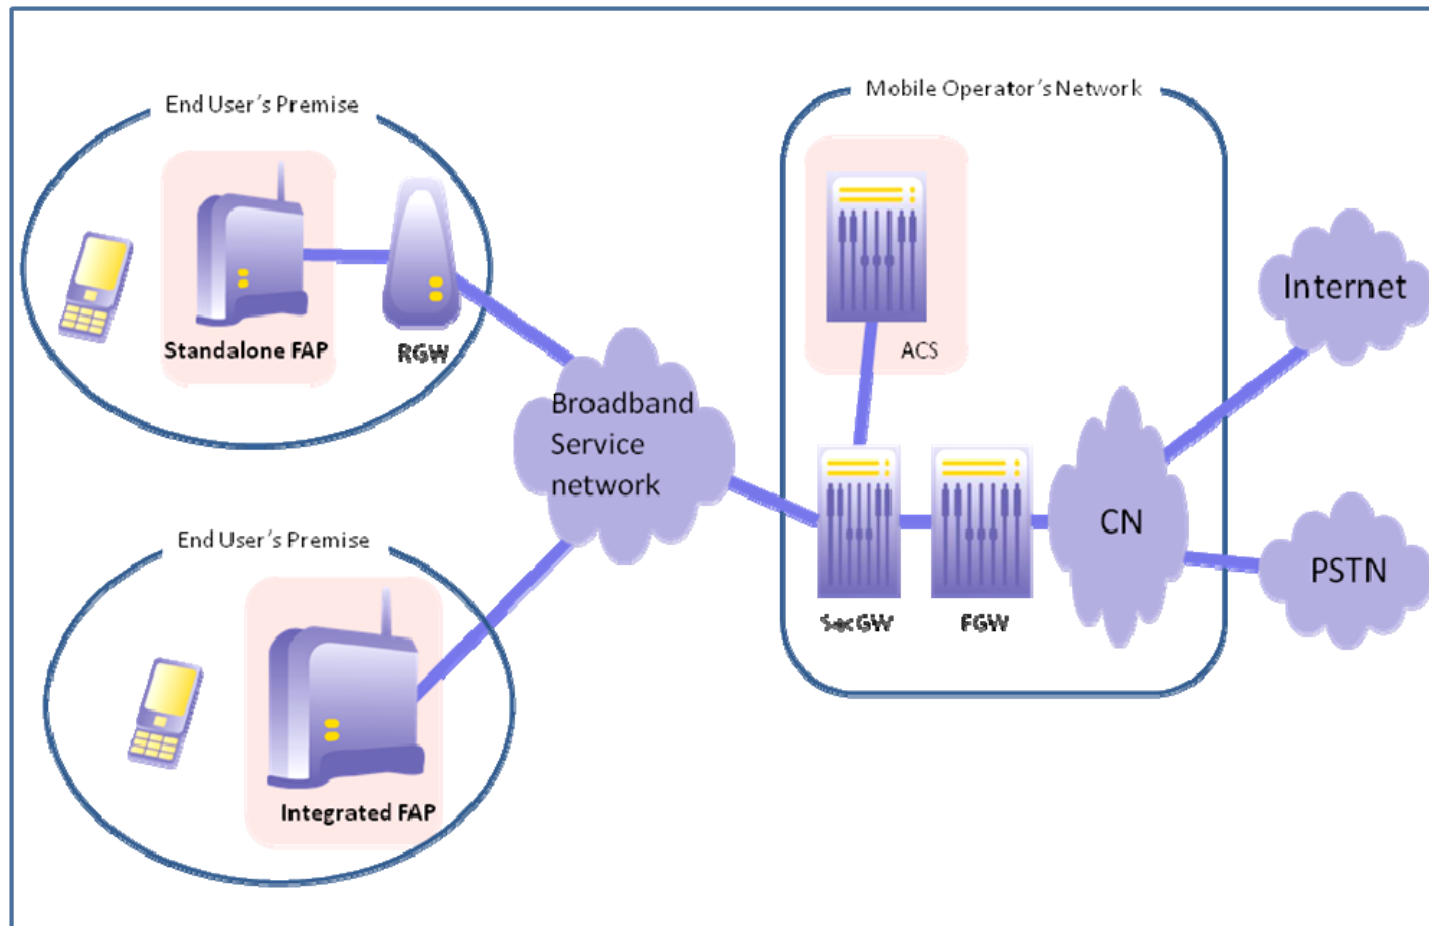 End User's Premise
Standalone FAP
RGW
Broadband
Service
network
End User's Premise
Integrated FAP
Mobile Operator's Network
ACS
SecGW
FGW
CN
Internet
PSTN